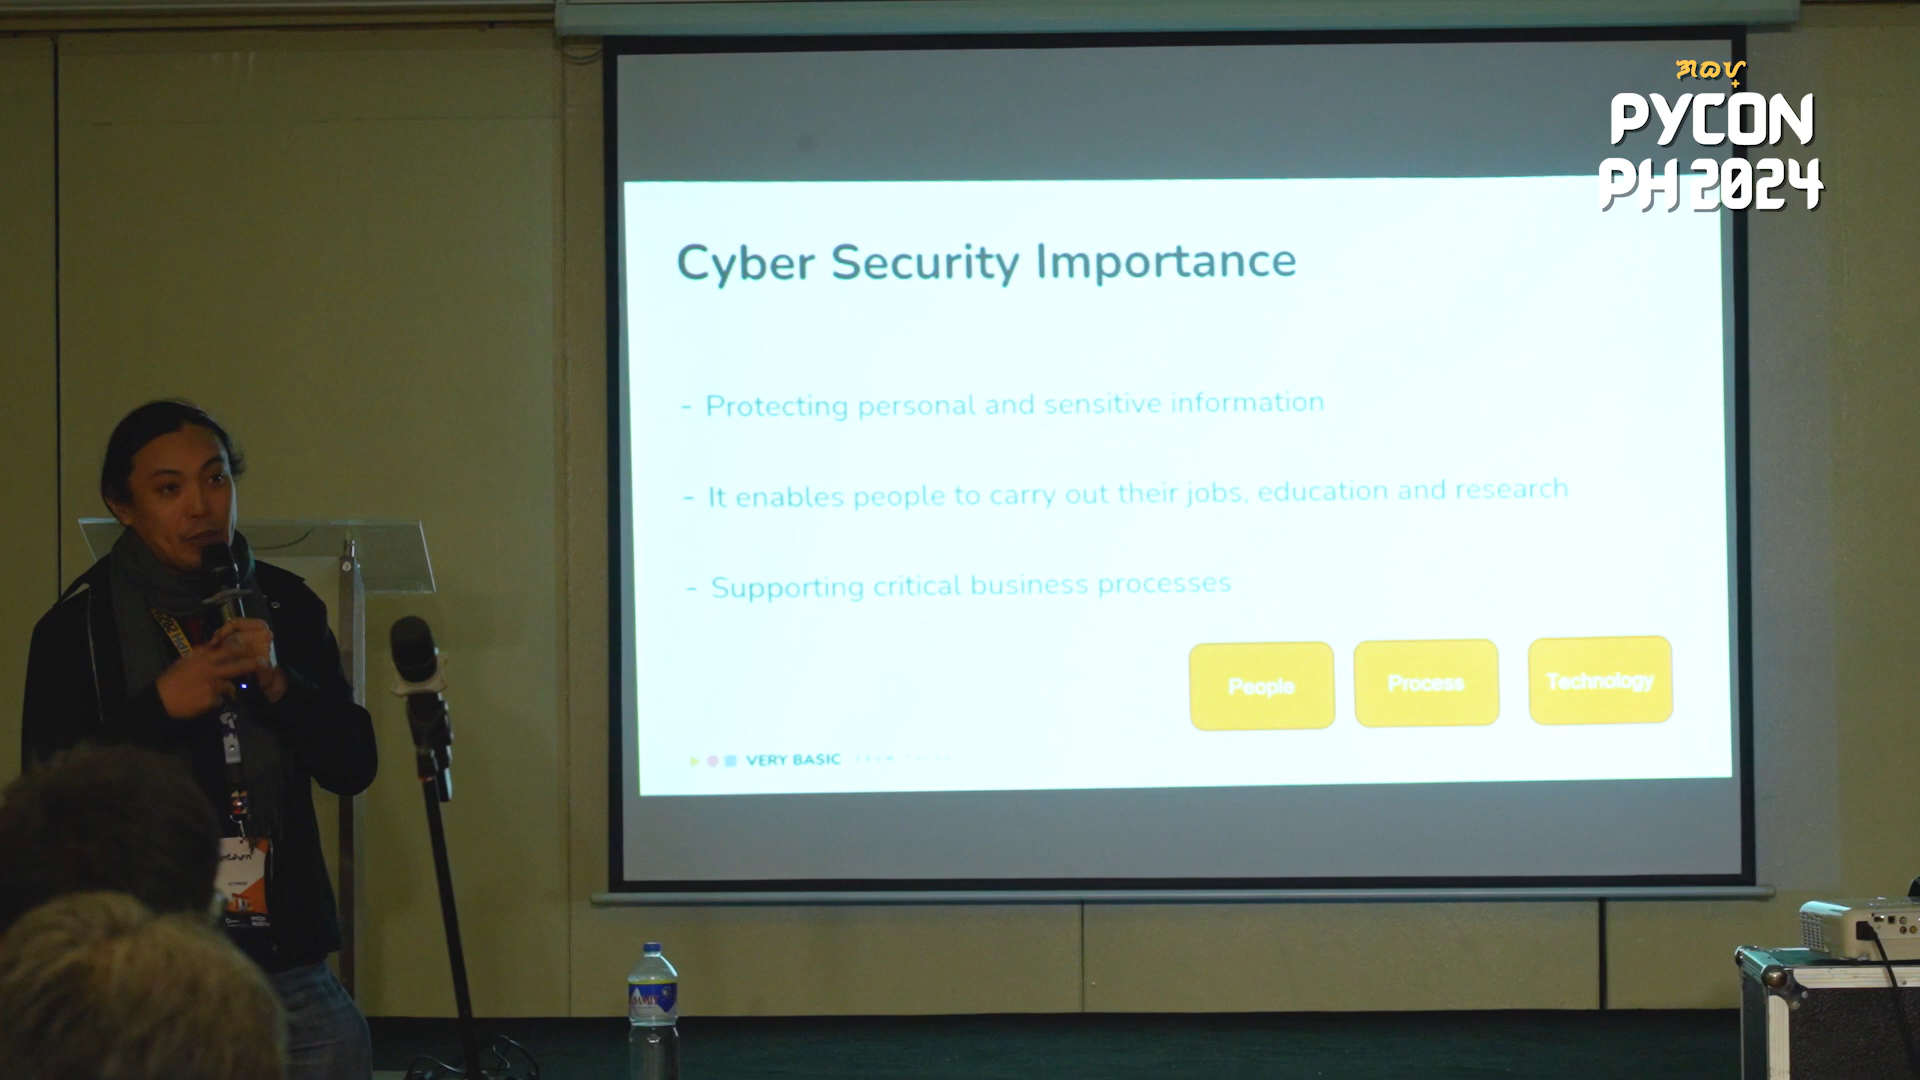 PYCON
PH 2024
Cyber Security Importance
- Protecting personal and sensitive information
- It enables people to carry out their jobs, education and research
- Supporting critical business processes
People
Process
Technology
VERY BASIC